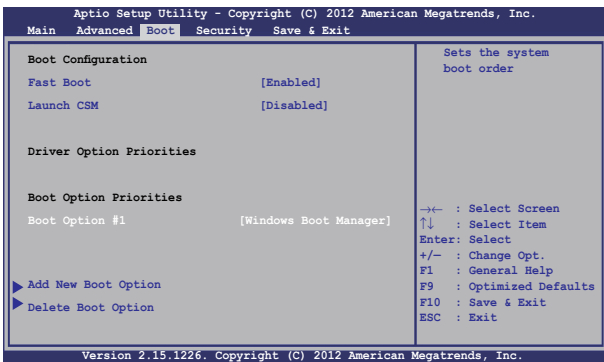 Aptio Setup Utility - Copyright (C) 2012 American Megatrends, Inc.
Main Advanced Boot Security Save & Exit
Boot Configuration
Fast Boot [Enabled]
Launch CSM [Disabled]
Driver Option Priorities
Boot Option Priorities
Boot Option #1 [Windows Boot Manager]
Add New Boot Option
Delete Boot Option
Sets the system
boot order
→← : Select Screen
↑↓ : Select Item
Enter: Select
+/— : Change Opt.
F1 : General Help
F9 : Optimized Defaults
F10 : Save & Exit
ESC : Exit
Version 2.15.1226. Copyright (C) 2012 American Megatrends, Inc.